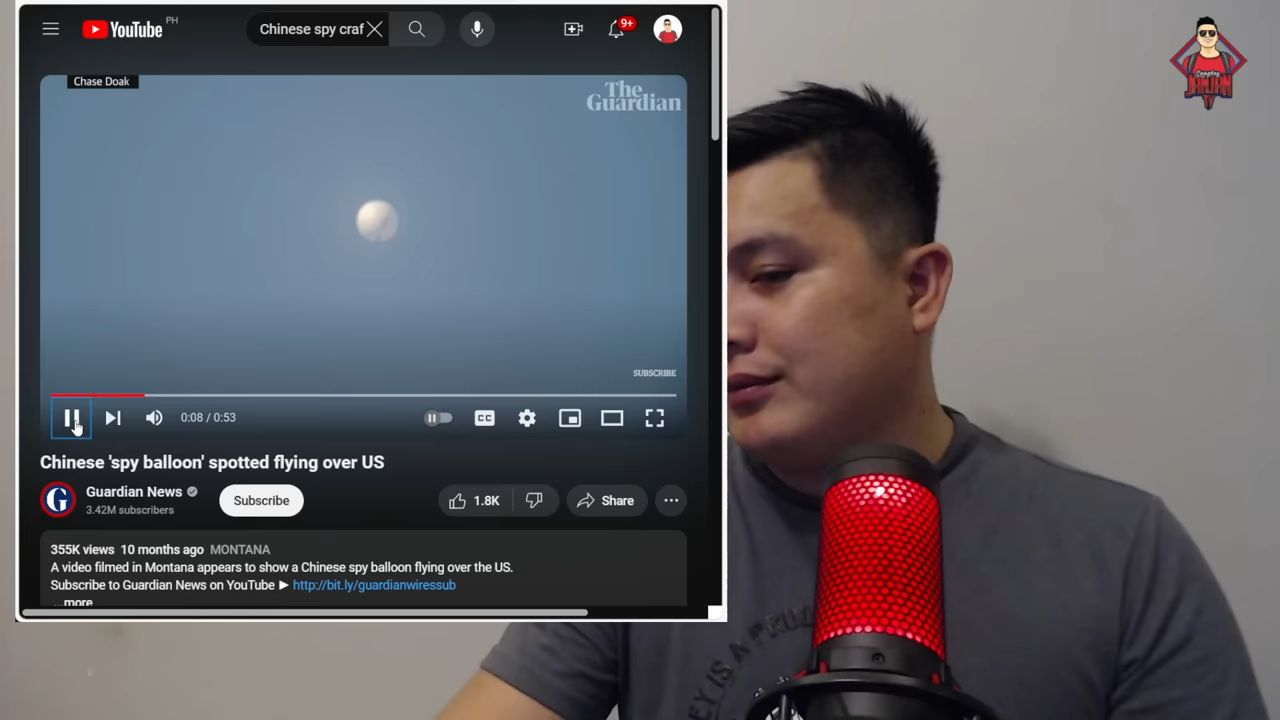 YouTube PH
Chinese spy craf
9+
Chase Doak
The
Guardian
SUBSCRIBE
CC
0:08 / 0:53
Chinese 'spy balloon' spotted flying over US
G
Guardian News
3.42M subscribers
Subscribe
1.8K
Share
355K views 10 months ago MONTANA
A video filmed in Montana appears to show a Chinese spy balloon flying over the US.
Subscribe to Guardian News on YouTube ► http://bit.ly/guardianwiressub
...more
JAMJAM
TV